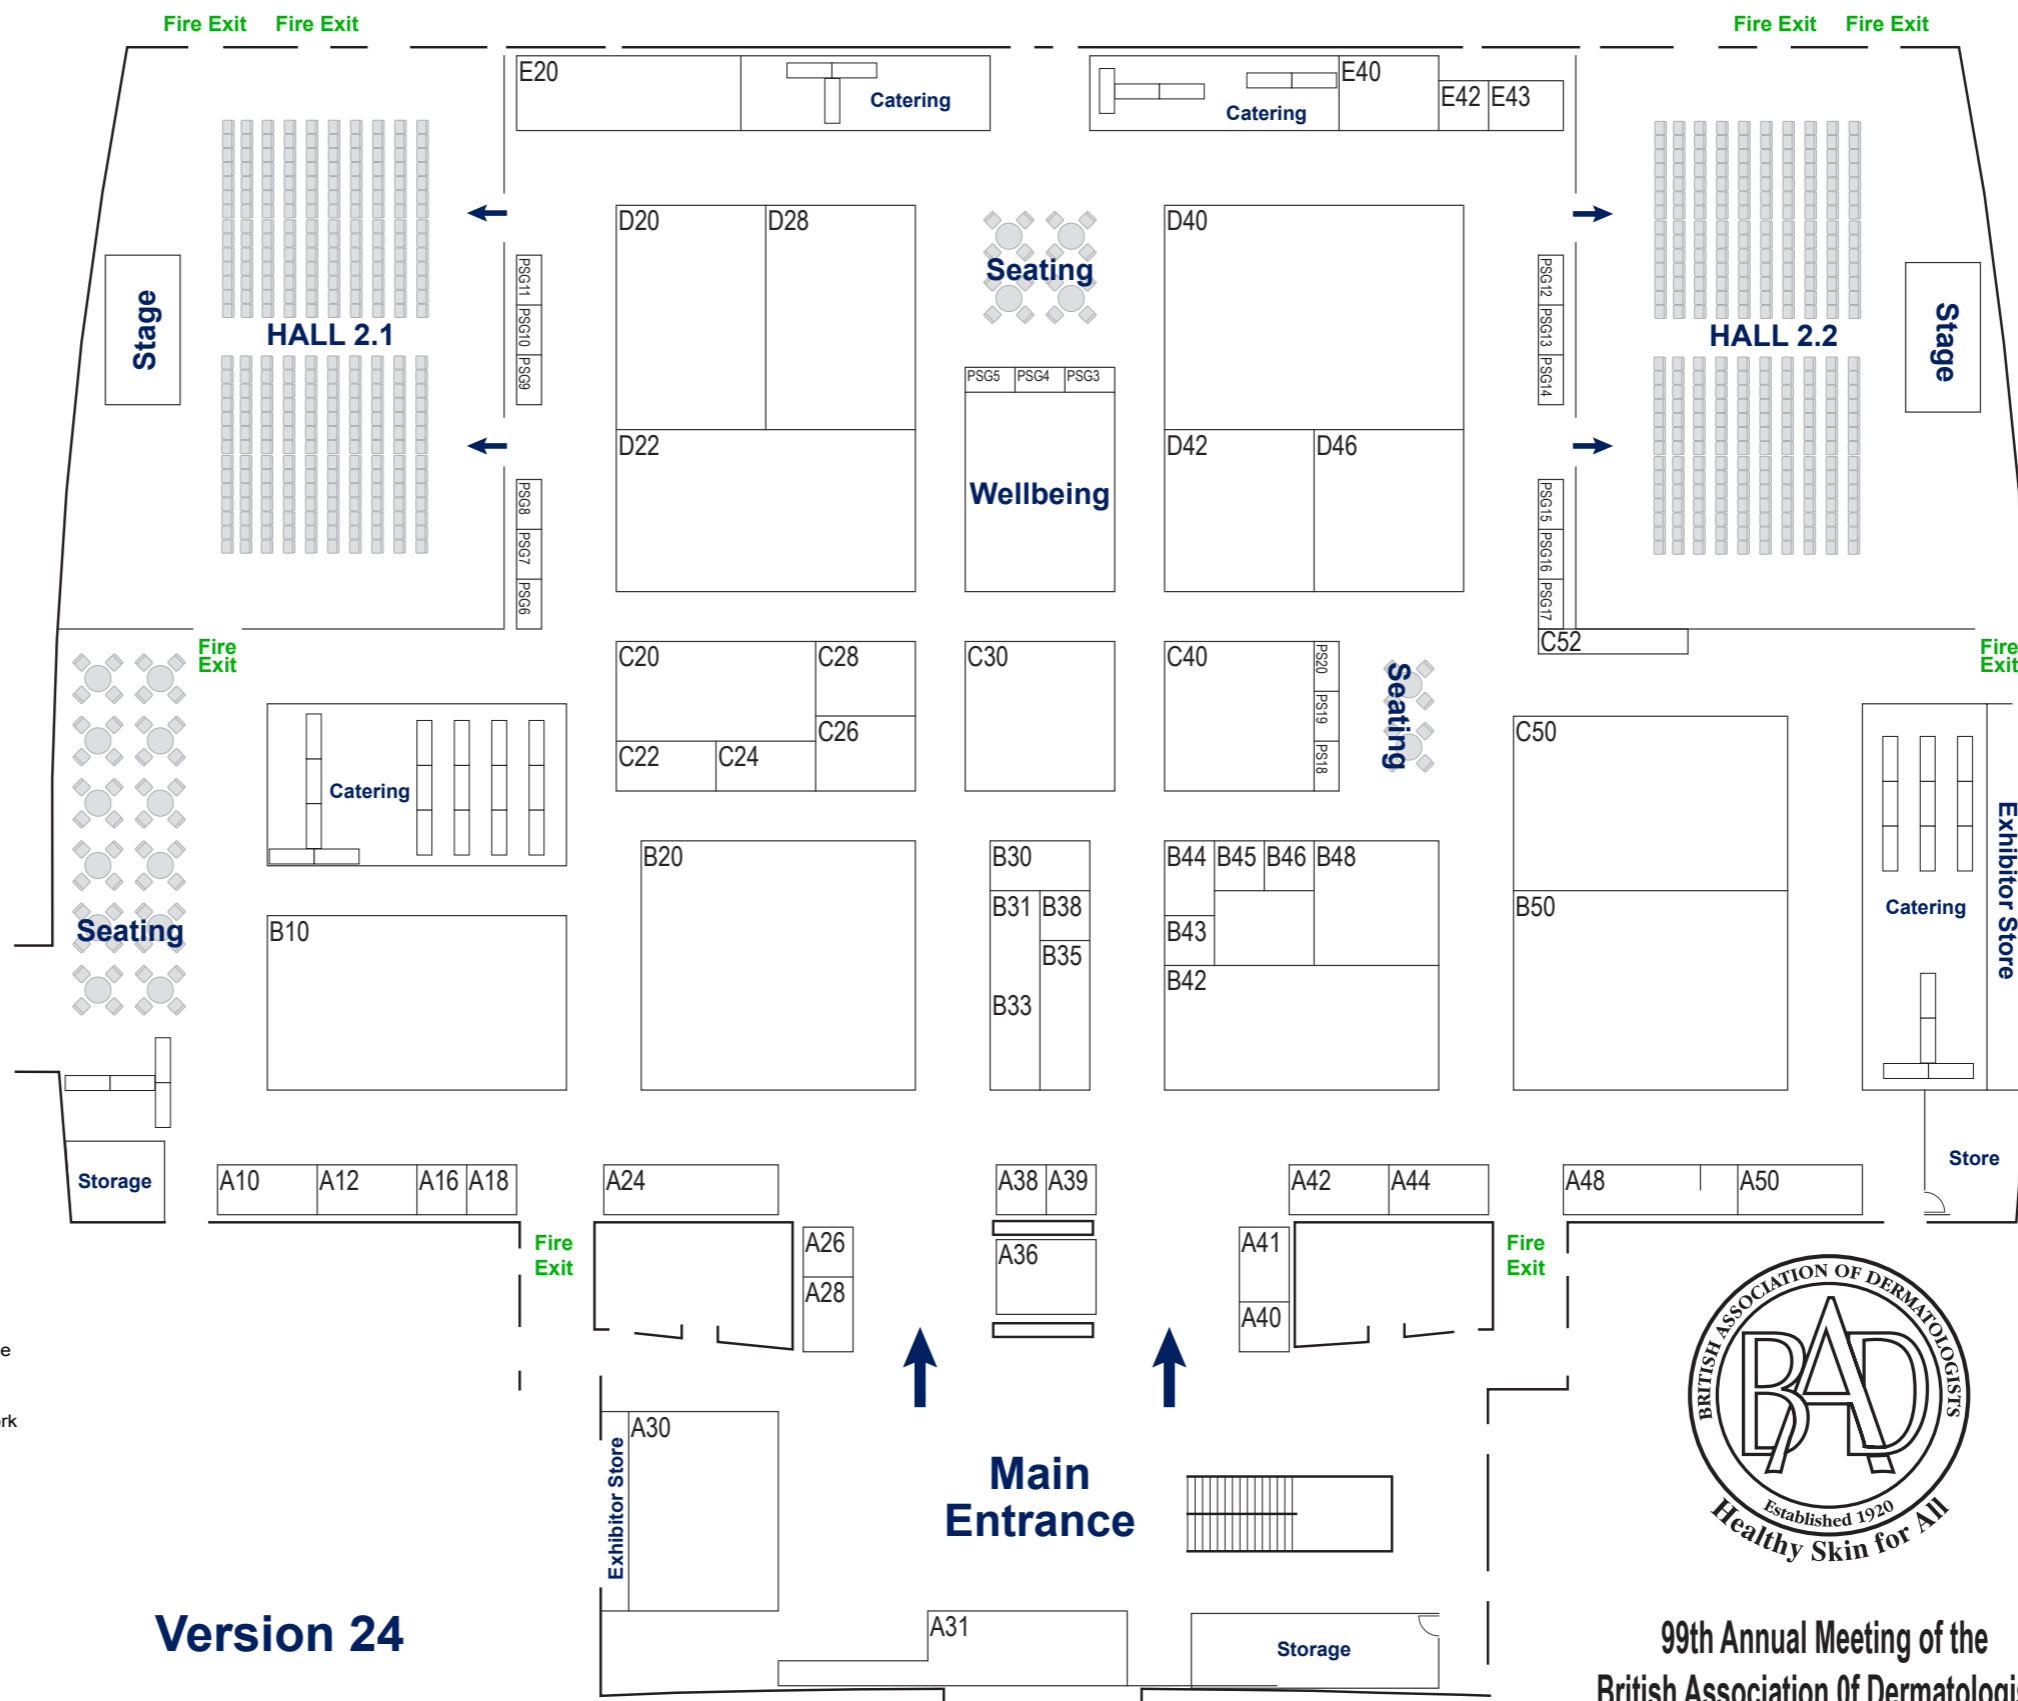 Fire Exit Fire Exit Fire Exit Fire Exit
E20 Catering Catering E40 E42 E43
D20 D28 Seating D40
Stage HALL 2.1 PSG11 PSG10 PSG9 PSG12 PSG13 PSG14 HALL 2.2 Stage
PSG5 PSG4 PSG3
D22 Wellbeing D42 D46
PSG8 PSG7 PSG6 PSG15 PSG16 PSG17
Fire
Exit
C20 C28 C30 C40 PS20 PS19 PS18 Seating C52
Fire
Exit
C22 C24 C26 C50
Catering
Exhibitor Store
B20 B30 B44 B45 B46 B48
Seating B10 B31 B38 B43 B50 Catering
B35 B42
B33
Storage A10 A12 A16 A18 A24 A38 A39 A42 A44 A48 A50 Store
Fire
Exit
A26 A36 A41
A28 A40
Fire
Exit
BRITISH ASSOCIATION OF DERMATOLOGISTS
BAD
Established 1920
Healthy Skin for All
e
rk
Exhibitor Store A30
Main
Entrance
Version 24
A31 Storage
99th Annual Meeting of the
British Association 0f Dermatologis